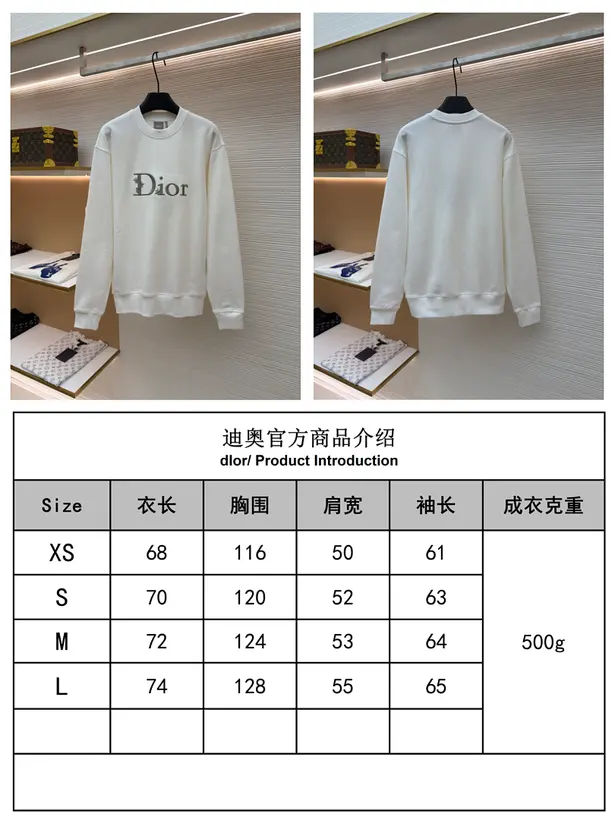 Dior
迪奥官方商品介绍
dIor/ Product Introduction
Size 衣长 胸围 肩宽 袖长 成衣克重
XS 68 116 50 61
S 70 120 52 63
M 72 124 53 64
L 74 128 55 65
500g